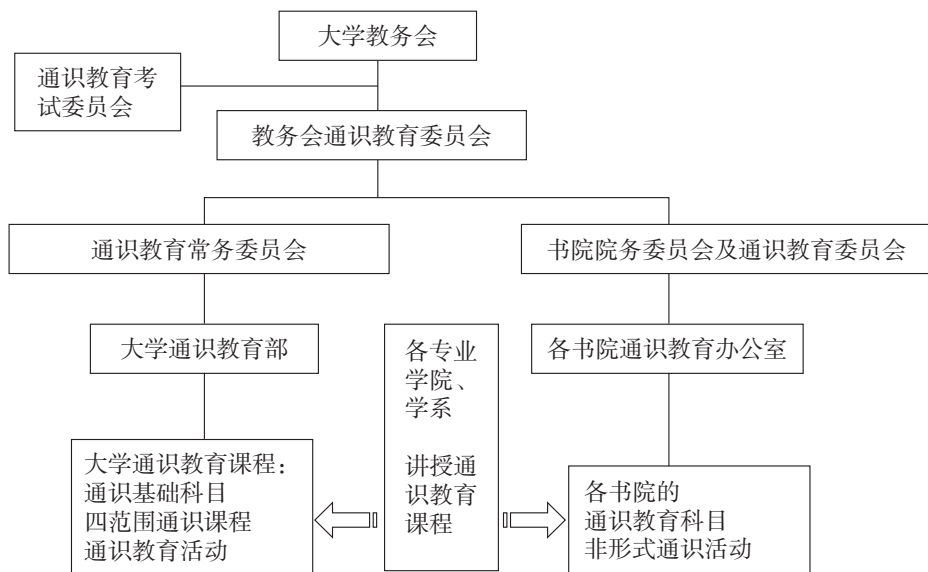 大学教务会
通识教育考
试委员会
教务会通识教育委员会
通识教育常务委员会
书院院务委员会及通识教育委员会
大学通识教育部
各专业
学院、
学系
讲授通
识教育
课程
各书院通识教育办公室
大学通识教育课程：
通识基础科目
四范围通识课程
通识教育活动
各书院的
通识教育科目
非形式通识活动